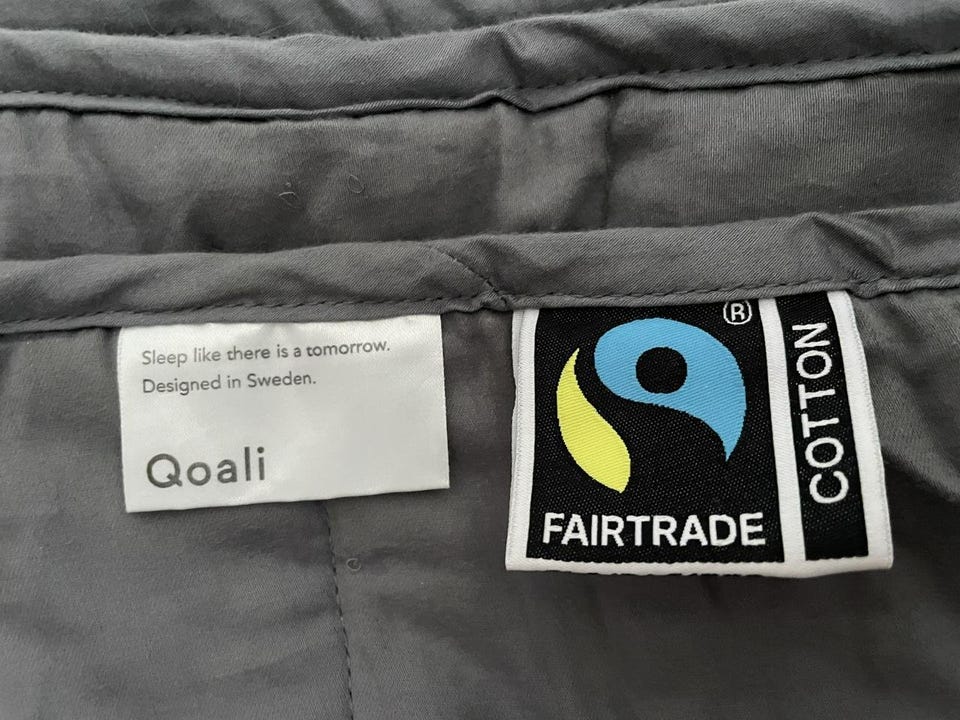 Sleep like there is a tomorrow.
Designed in Sweden.
Qoali
®
FAIRTRADE
COTTON